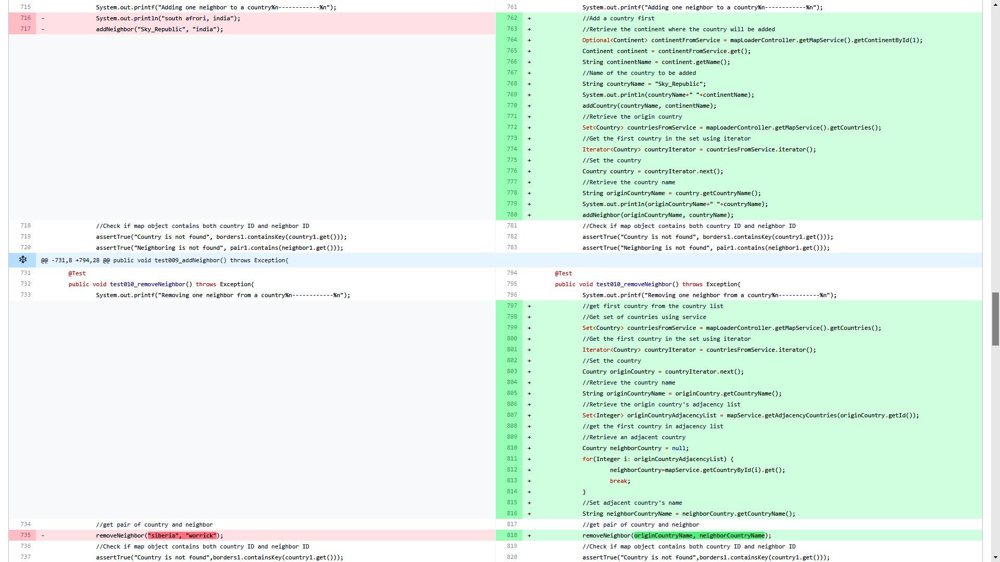 715 System.out.printf("Adding one neighbor to a country%n------------%n");
716 - System.out.println("south afrori, india");
717 - addNeighbor("Sky_Republic", "india");
718 //Check if map object contains both country ID and neighbor ID
719 assertTrue("Country is not found", borders1.containsKey(country1.get()));
720 assertTrue("Neighboring is not found", pair1.contains(neighbor1.get()));
761 System.out.printf("Adding one neighbor to a country%n------------%n");
762 + //Add a country first
763 + //Retrieve the continent where the country will be added
764 + Optional<Continent> continentFromService = mapLoaderController.getMapService().getContinentById(1);
765 + Continent continent = continentFromService.get();
766 + String continentName = continent.getName();
767 + //Name of the country to be added
768 + String countryName = "Sky_Republic";
769 + System.out.println(countryName+" "+continentName);
770 + addCountry(countryName, continentName);
771 + //Retrieve the origin country
772 + Set<Country> countriesFromService = mapLoaderController.getMapService().getCountries();
773 + //Get the first country in the set using iterator
774 + Iterator<Country> countryIterator = countriesFromService.iterator();
775 + //Set the country
776 + Country country = countryIterator.next();
777 + //Retrieve the country name
778 + String originCountryName = country.getCountryName();
779 + System.out.println(originCountryName+" "+countryName);
780 + addNeighbor(originCountryName, countryName);
781 //Check if map object contains both country ID and neighbor ID
782 assertTrue("Country is not found", borders1.containsKey(country1.get()));
783 assertTrue("Neighboring is not found", pair1.contains(neighbor1.get()));
@@ -731,8 +794,28 @@ public void test009_addNeighbor() throws Exception{
731 @Test
732 public void test010_removeNeighbor() throws Exception{
733 System.out.printf("Removing one neighbor from a country%n------------%n");
734 //get pair of country and neighbor
735 - removeNeighbor("siberia", "worrick");
736 //Check if map object contains both country ID and neighbor ID
737 assertTrue("Country is not found",borders1.containsKey(country1.get()));
794 @Test
795 public void test010_removeNeighbor() throws Exception{
796 System.out.printf("Removing one neighbor from a country%n------------%n");
797 + //get first country from the country list
798 + //Get set of countries using service
799 + Set<Country> countriesFromService = mapLoaderController.getMapService().getCountries();
800 + //Get the first country in the set using iterator
801 + Iterator<Country> countryIterator = countriesFromService.iterator();
802 + //Set the country
803 + Country originCountry = countryIterator.next();
804 + //Retrieve the country name
805 + String originCountryName = originCountry.getCountryName();
806 + //Retrieve the origin country's adjacency list
807 + Set<Integer> originCountryAdjacencyList = mapService.getAdjacencyCountries(originCountry.getId());
808 + //get the first country in adjacency list
809 + //Retrieve an adjacent country
810 + Country neighborCountry = null;
811 + for(Integer i: originCountryAdjacencyList) {
812 + neighborCountry=mapService.getCountryById(i).get();
813 + break;
814 + }
815 + //Set adjacent country's name
816 + String neighborCountryName = neighborCountry.getCountryName();
817 //get pair of country and neighbor
818 + removeNeighbor(originCountryName, neighborCountryName);
819 //Check if map object contains both country ID and neighbor ID
820 assertTrue("Country is not found",borders1.containsKey(country1.get()));